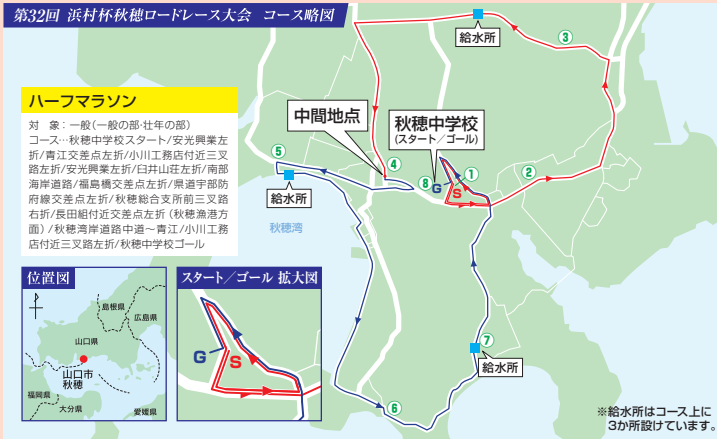 第32回 浜村杯秋穂ロードレース大会 コース略図
ハーフマラソン
対 象：一般(一般の部·壮年の部)
コース…秋穂中学校スタート/安光興業左
折/青江交差点左折/小川工務店付近三叉
路左折/安光興業左折/臼井山荘左折/南部
海岸道路/福島橋交差点左折/県道宇部防
府線交差点左折/秋穂総合支所前三叉路
右折/長田組付近交差点左折 (秋穂漁港方
面) /秋穂湾岸道路中道～青江/小川工務
店付近三叉路左折/秋穂中学校ゴール
給水所
3
中間地点
秋穂中学校
(スタート／ゴール)
5
4
8
G
S
1
2
給水所
秋穂湾
7
給水所
6
位置図
島根県
広島県
山口県
山口市
秋穂
福岡県
大分県
愛媛県
スタート／ゴール 拡大図
G
S
※給水所はコース上に
3か所設けています。